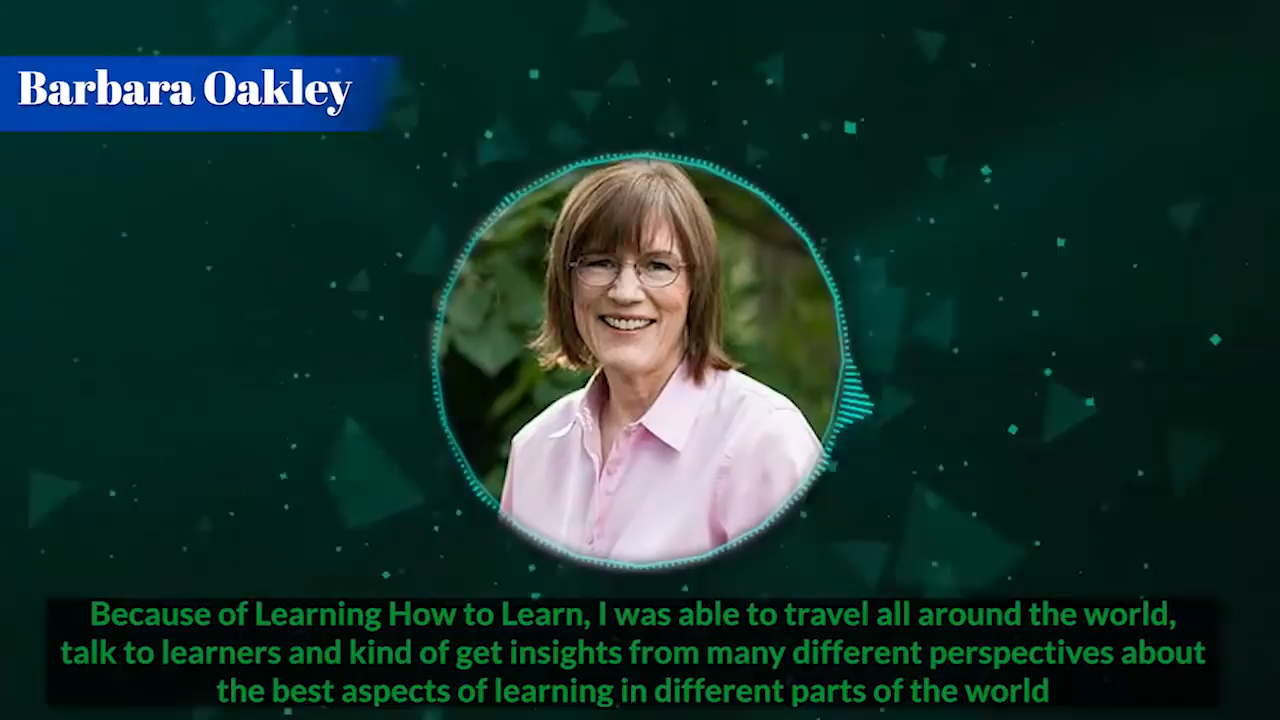 Barbara Oakley
Because of Learning How to Learn, I was able to travel all around the world,
talk to learners and kind of get insights from many different perspectives about
the best aspects of learning in different parts of the world